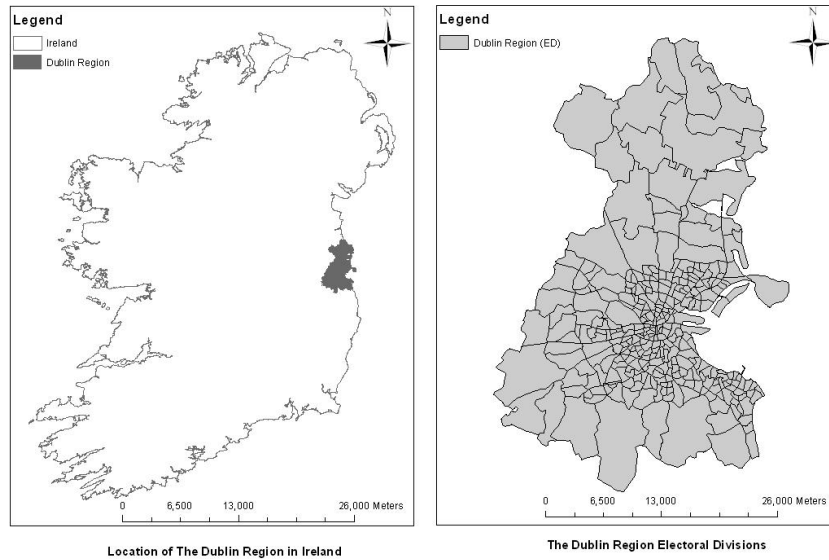 Legend
Ireland
Dublin Region
N
0 6,500 13,000 26,000 Meters
Location of The Dublin Region in Ireland
Legend
Dublin Region (ED)
N
0 6,500 13,000 26,000 Meters
The Dublin Region Electoral Divisions